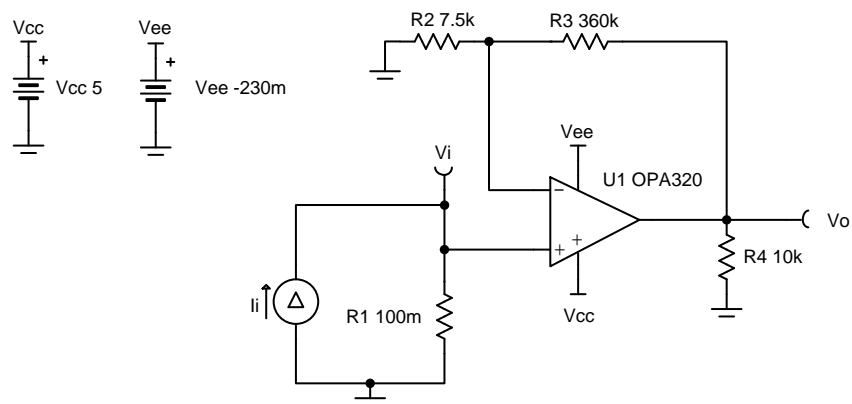 R2 7.5k
R3 360k
Vcc
Vee
+
+
Vcc 5
Vee -230m
Vee
Vi
U1 OPA320
−
+
+
Vo
R4 10k
Ii
R1 100m
Vcc